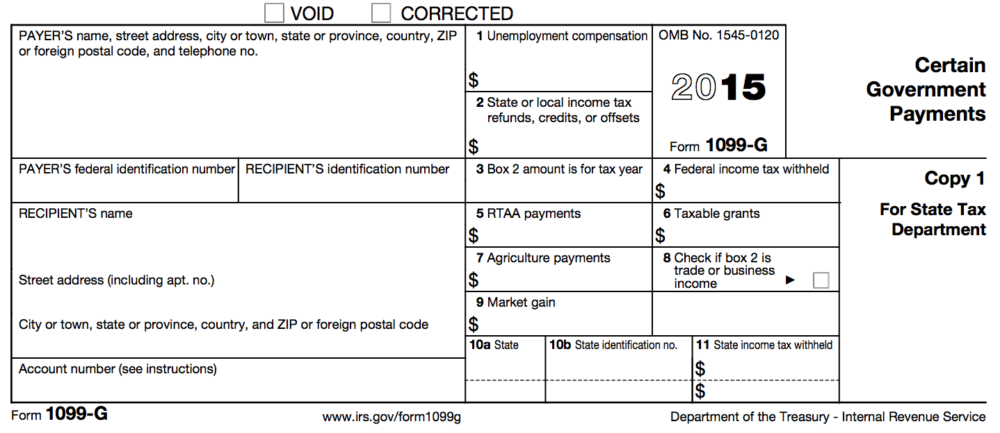 VOID CORRECTED
PAYER'S name, street address, city or town, state or province, country, ZIP
or foreign postal code, and telephone no.
1 Unemployment compensation
$
2 State or local income tax
refunds, credits, or offsets
$
OMB No. 1545-0120
2015
Form 1099-G
Certain
Government
Payments
PAYER'S federal identification number
RECIPIENT'S identification number
3 Box 2 amount is for tax year
4 Federal income tax withheld
$
Copy 1
For State Tax
Department
RECIPIENT'S name
5 RTAA payments
$
6 Taxable grants
$
7 Agriculture payments
$
8 Check if box 2 is
trade or business
income ►
Street address (including apt. no.)
9 Market gain
$
City or town, state or province, country, and ZIP or foreign postal code
10a State
10b State identification no.
11 State income tax withheld
$
$
Account number (see instructions)
Form 1099-G
www.irs.gov/form1099g
Department of the Treasury - Internal Revenue Service